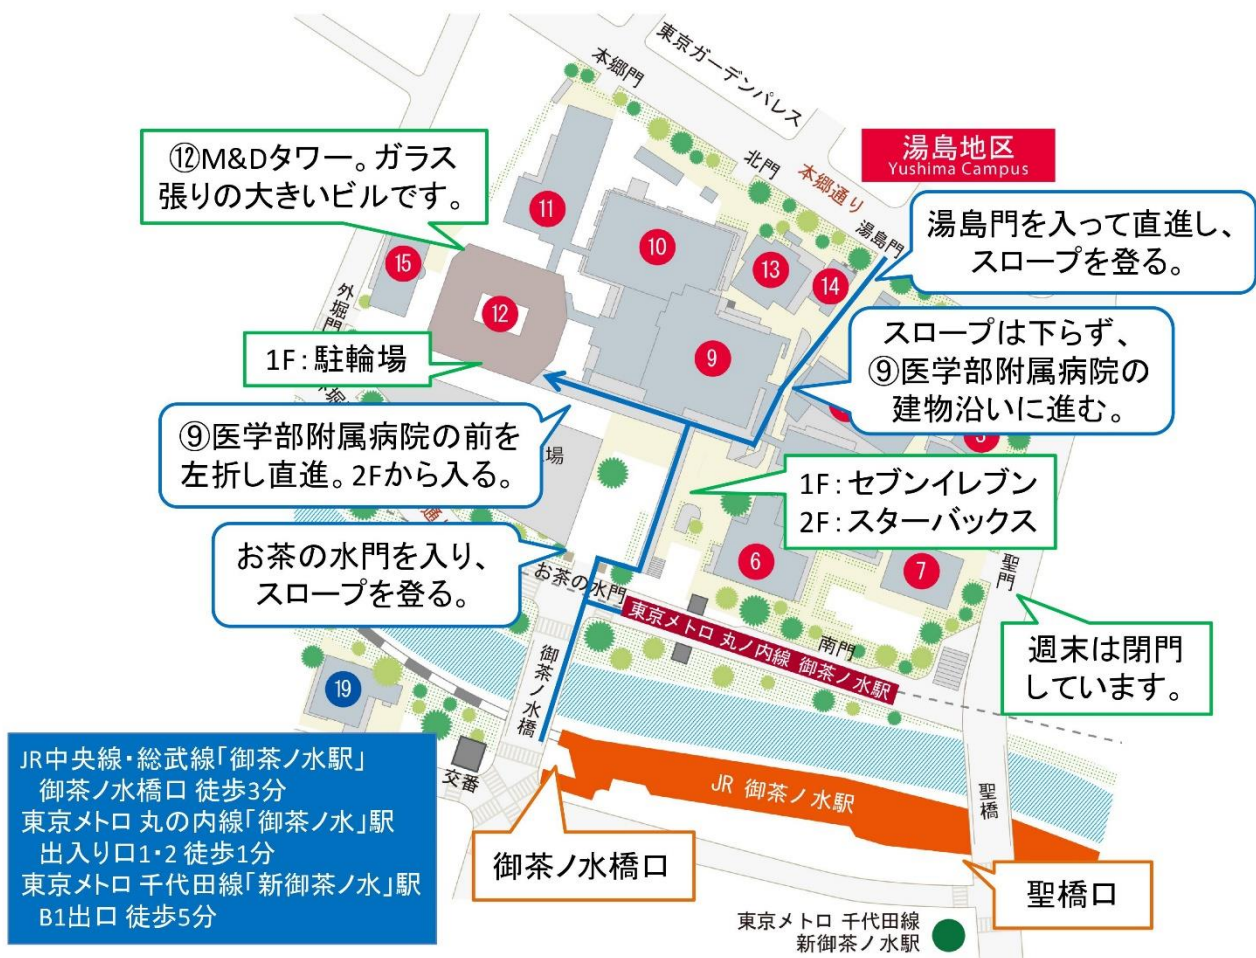 東京ガーデンパレス
本郷門
湯島地区
Yushima Campus
北門
本郷通り
湯島門
⑫M&Dタワー。ガラス
張りの大きいビルです。
湯島門を入って直進し、
スロープを登る。
11
10
13
14
15
12
9
外堀門
1F:駐輪場
スロープは下らず、
⑨医学部附属病院の
建物沿いに進む。
⑨医学部附属病院の前を
左折し直進。2Fから入る。
場
1F:セブンイレブン
2F:スターバックス
通り
お茶の水門を入り、
スロープを登る。
お茶の水門
6
7
聖門
東京メトロ 丸ノ内線 御茶ノ水駅
南門
週末は閉門
しています。
御茶ノ水橋
19
交番
JR 御茶ノ水駅
聖橋
JR中央線・総武線「御茶ノ水駅」
御茶ノ水橋口 徒歩3分
東京メトロ 丸の内線「御茶ノ水」駅
出入り口1・2 徒歩1分
東京メトロ 千代田線「新御茶ノ水」駅
B1出口 徒歩5分
御茶ノ水橋口
聖橋口
東京メトロ 千代田線
新御茶ノ水駅